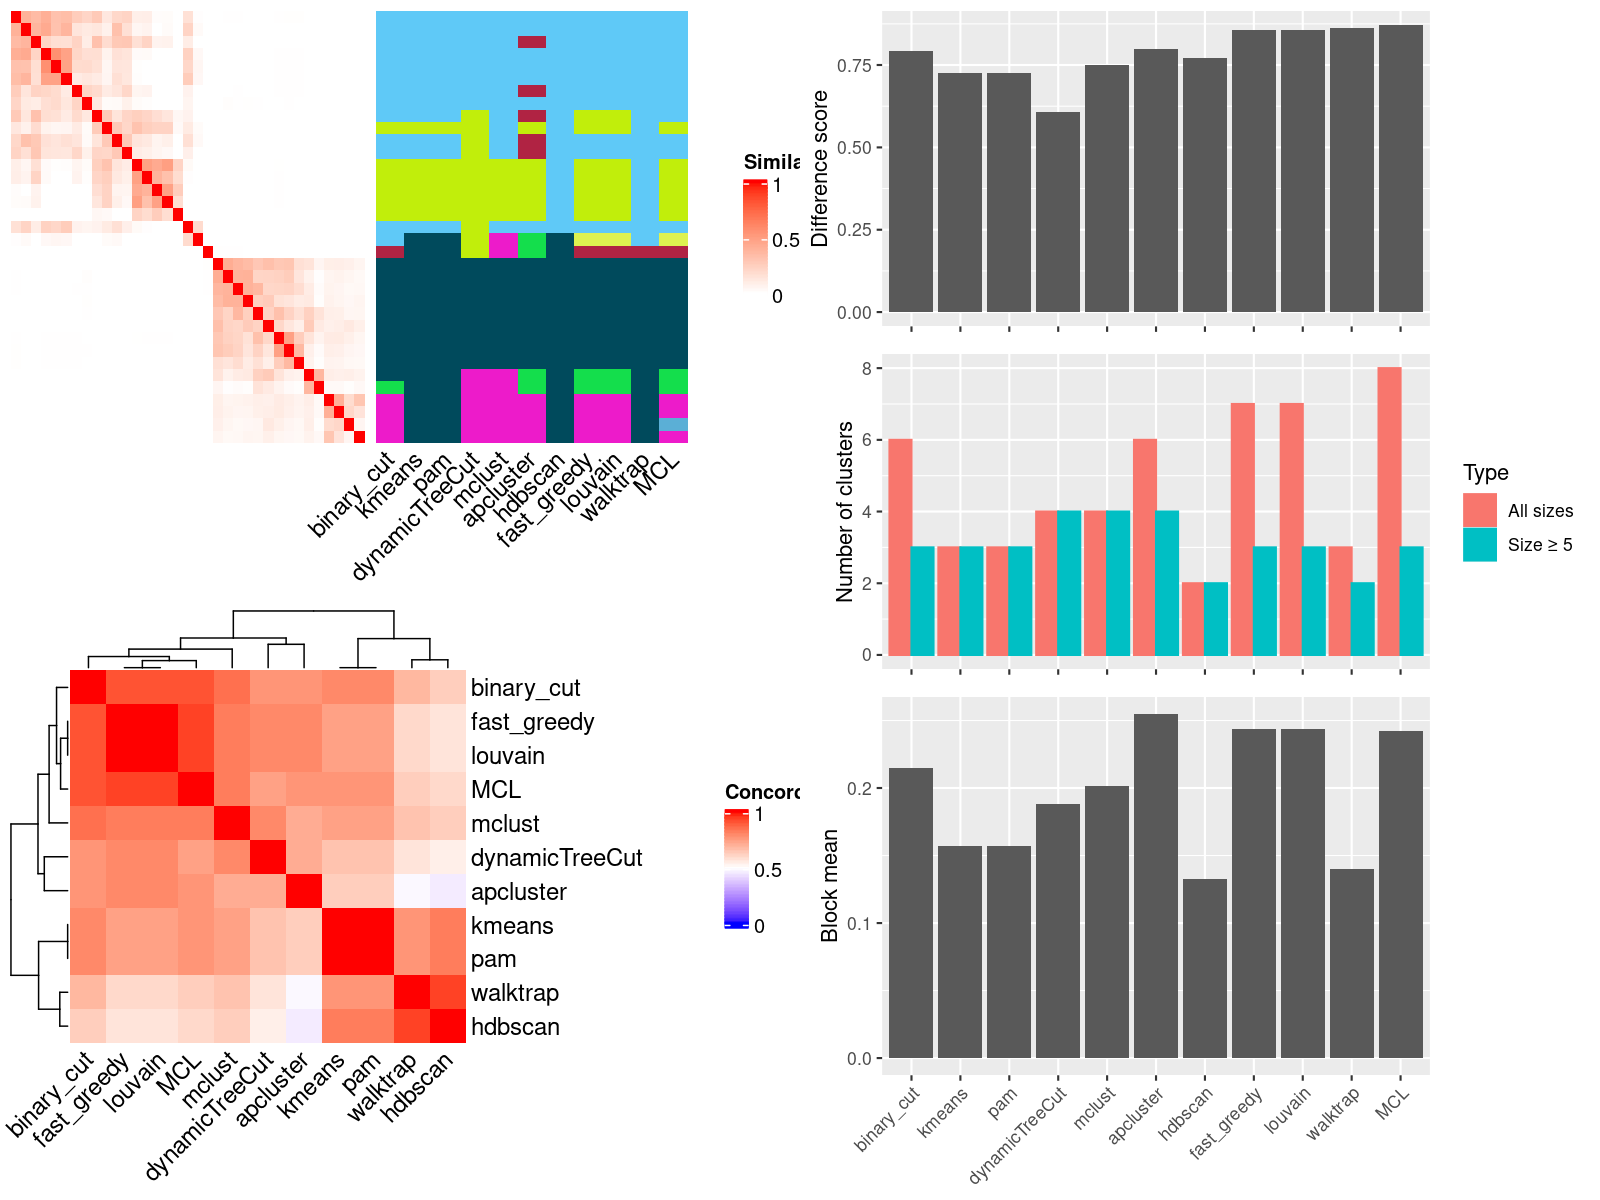 Simila
1
0.5
0
binary_cut
kmeans
pam
dynamicTreeCut
mclust
apcluster
hdbscan
fast_greedy
louvain
walktrap
MCL
Difference score
0.75
0.50
0.25
0.00
Number of clusters
8
6
4
2
0
Type
All sizes
Size ≥ 5
binary_cut
fast_greedy
louvain
MCL
mclust
dynamicTreeCut
apcluster
kmeans
pam
walktrap
hdbscan
binary_cut
fast_greedy
louvain
MCL
mclust
dynamicTreeCut
apcluster
kmeans
pam
walktrap
hdbscan
Concord
1
0.5
0
Block mean
0.2
0.1
0.0
binary_cut
kmeans
pam
dynamicTreeCut
mclust
apcluster
hdbscan
fast_greedy
louvain
walktrap
MCL